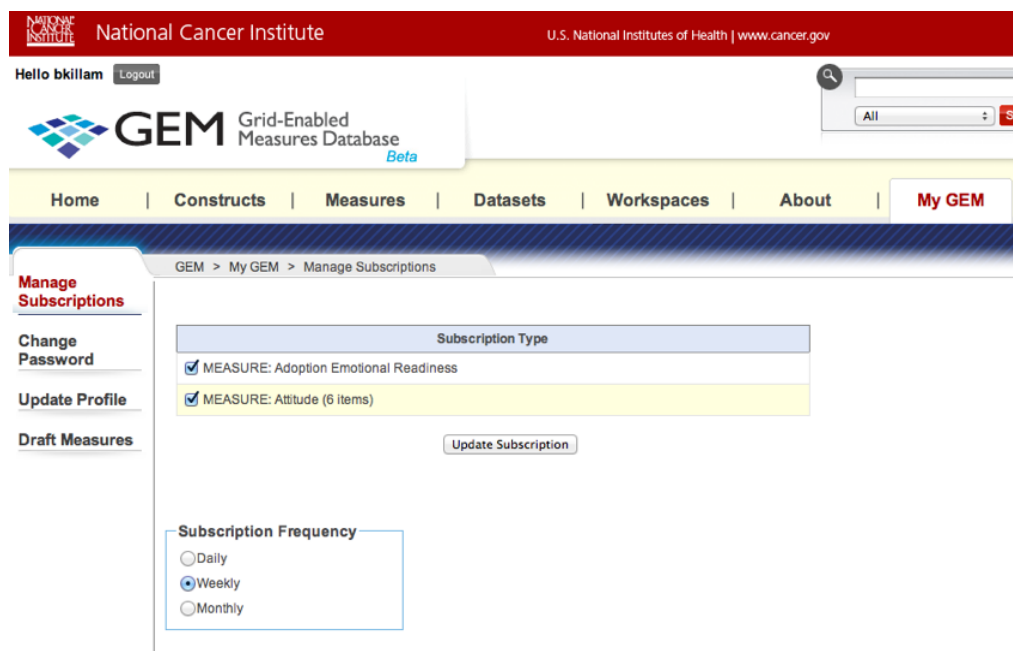 NATIONAL
CANCER
INSTITUTE
National Cancer Institute
U.S. National Institutes of Health | www.cancer.gov
Hello bkillam Logout
GEM Grid-Enabled
Measures Database
Beta
All
Home | Constructs | Measures | Datasets | Workspaces | About | My GEM
GEM > My GEM > Manage Subscriptions
Manage
Subscriptions
Change
Password
Update Profile
Draft Measures
Subscription Type
MEASURE: Adoption Emotional Readiness
MEASURE: Attitude (6 items)
Update Subscription
Subscription Frequency
Daily
Weekly
Monthly